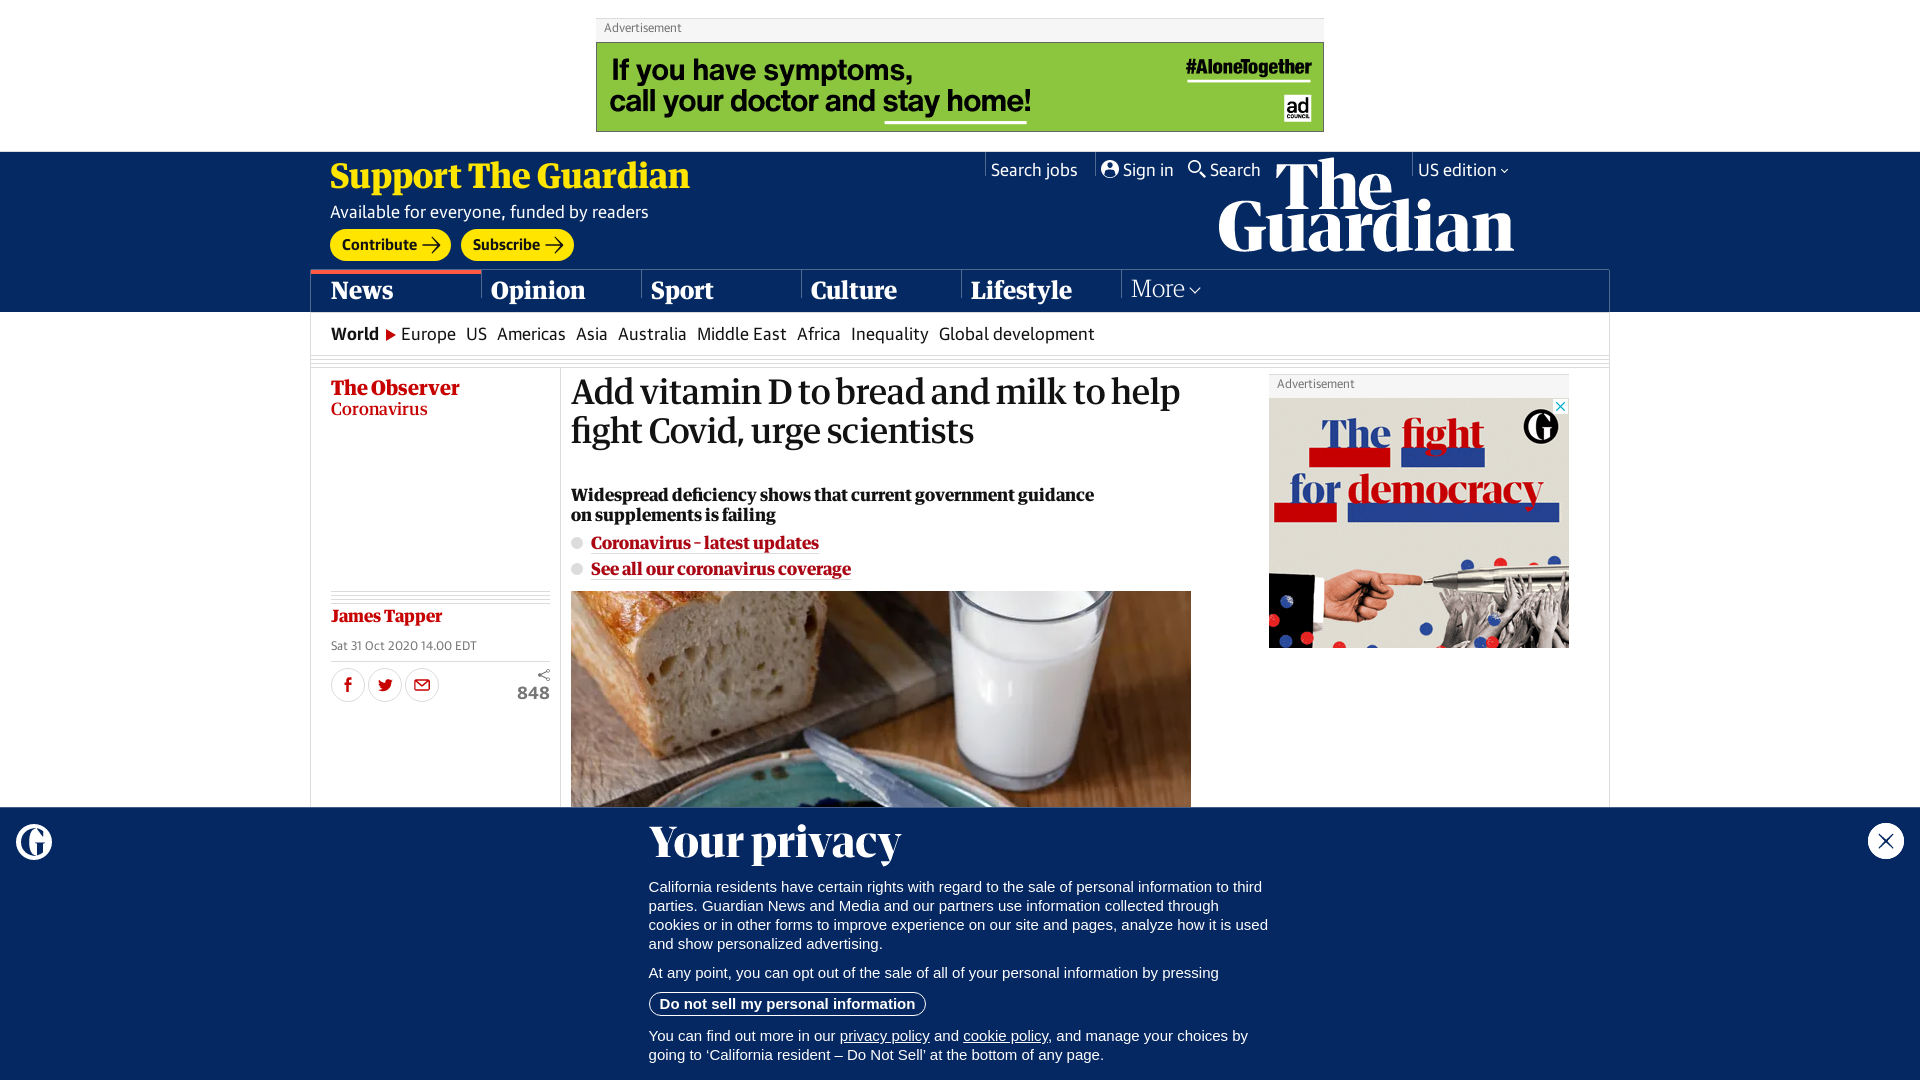 Advertisement
If you have symptoms,
call your doctor and stay home!
#AloneTogether
ad
COUNCIL
Support The Guardian
Available for everyone, funded by readers
Contribute
Subscribe
Search jobs
Sign in
Search
US edition
The
Guardian
News
Opinion
Sport
Culture
Lifestyle
More
World
Europe
US
Americas
Asia
Australia
Middle East
Africa
Inequality
Global development
The Observer
Coronavirus
Add vitamin D to bread and milk to help
fight Covid, urge scientists
Widespread deficiency shows that current government guidance
on supplements is failing
Coronavirus – latest updates
See all our coronavirus coverage
James Tapper
Sat 31 Oct 2020 14.00 EDT
848
Advertisement
The fight
for democracy
Your privacy
California residents have certain rights with regard to the sale of personal information to third
parties. Guardian News and Media and our partners use information collected through
cookies or in other forms to improve experience on our site and pages, analyze how it is used
and show personalized advertising.
At any point, you can opt out of the sale of all of your personal information by pressing
Do not sell my personal information
You can find out more in our privacy policy and cookie policy, and manage your choices by
going to ‘California resident – Do Not Sell’ at the bottom of any page.